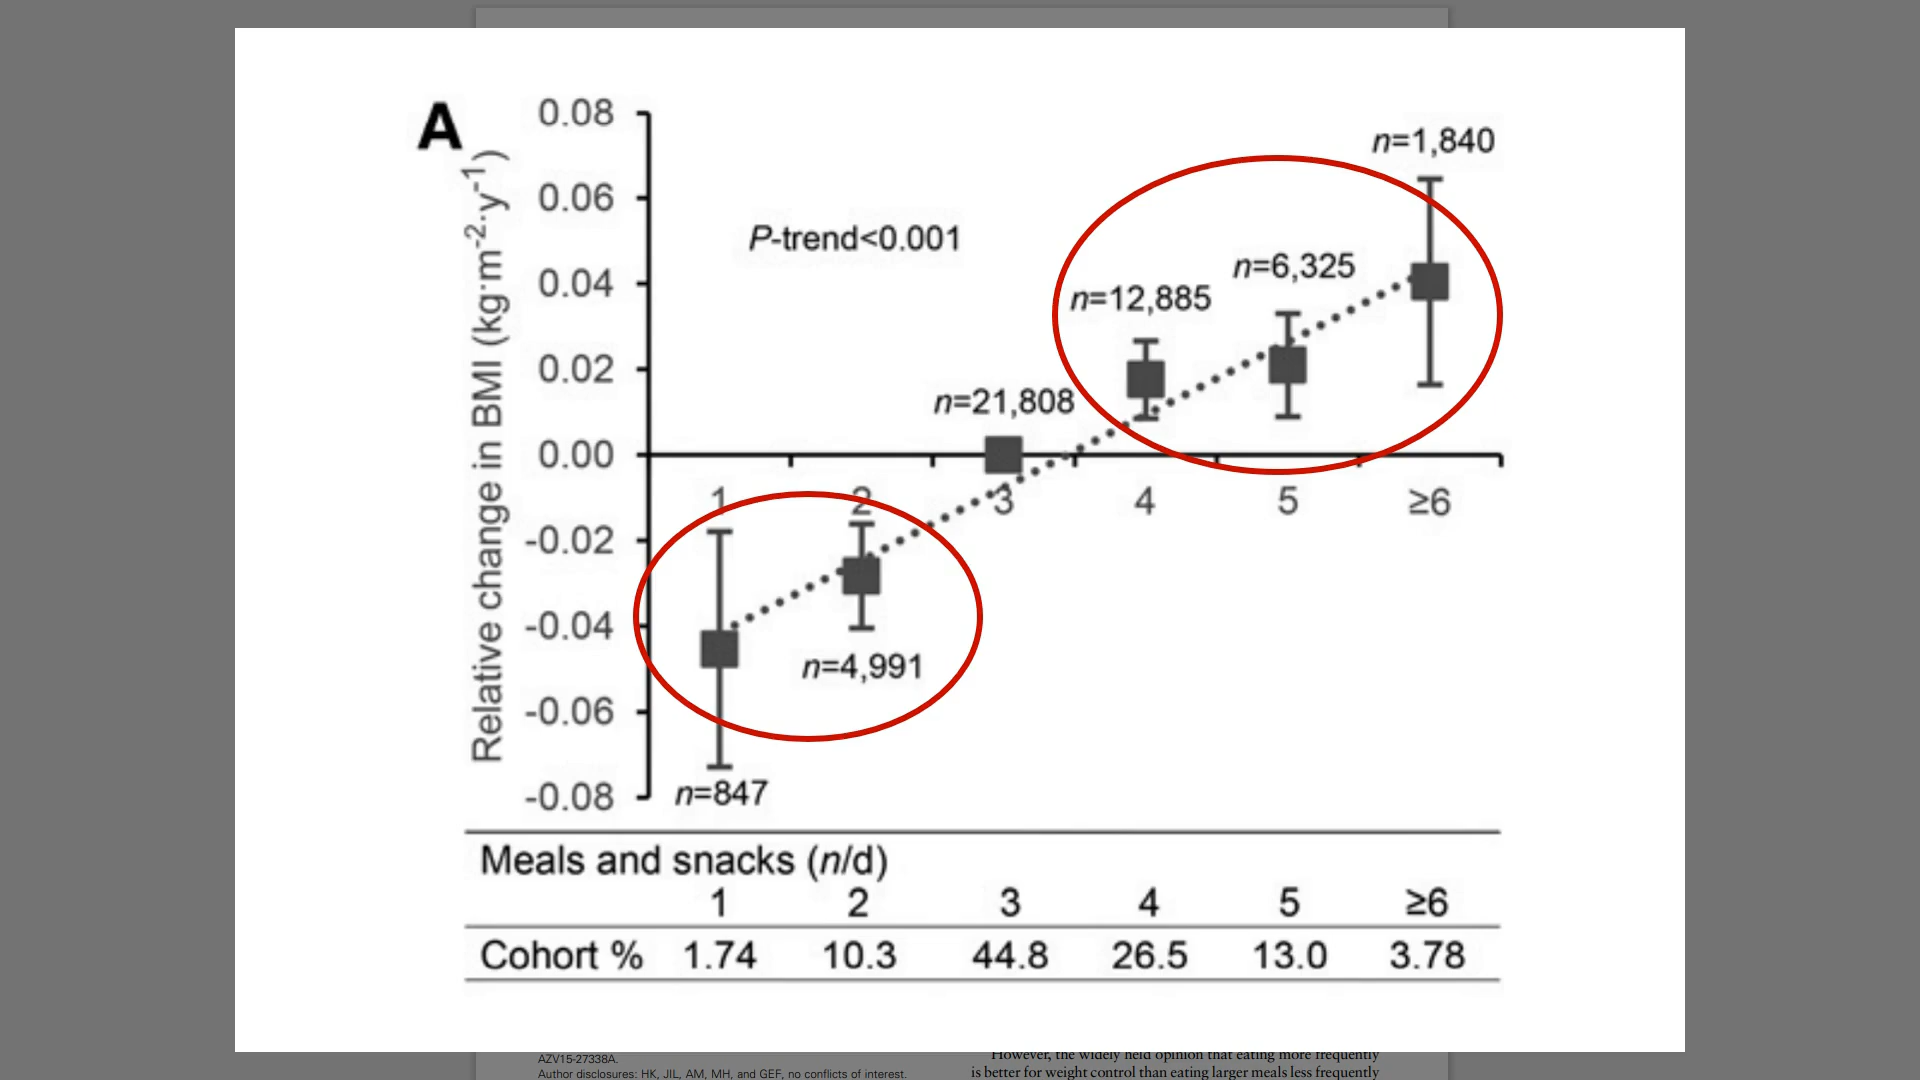 A
Relative change in BMI (kg·m⁻²·y⁻¹)
0.08
0.06
0.04
0.02
0.00
-0.02
-0.04
-0.06
-0.08
n=1,840
P-trend<0.001
n=6,325
n=12,885
n=21,808
1 2 3 4 5 ≥6
n=4,991
n=847
Meals and snacks (n/d)
1 2 3 4 5 ≥6
Cohort % 1.74 10.3 44.8 26.5 13.0 3.78
AZV15-27338A.
Author disclosures: HK, JIL, AM, MH, and GEF, no conflicts of interest.
However, the widely held opinion that eating more frequently
is better for weight control than eating larger meals less frequently